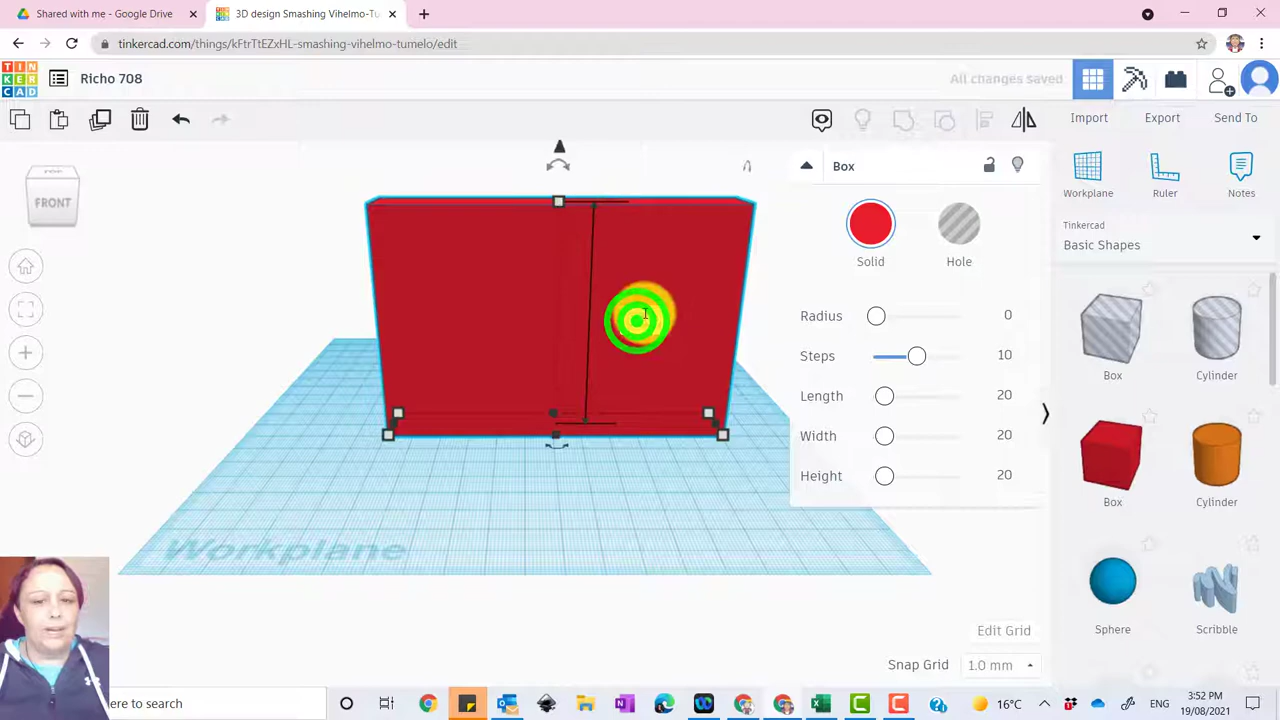 Shared with me - Google Drive
3D design Smashing Vihelmo-Tu
tinkercad.com/things/kFtrTtEZxHL-smashing-vihelmo-tumelo/edit
TIN
KER
CAD
Richo 708
All changes saved
Import
Export
Send To
TOP
FRONT
Box
Solid
Hole
Radius 0
Steps 10
Length 20
Width 20
Height 20
Workplane
Ruler
Notes
Tinkercad
Basic Shapes
Box
Cylinder
Box
Cylinder
Sphere
Scribble
Workplane
Edit Grid
Snap Grid 1.0 mm
ere to search
16°C
ENG
3:52 PM
19/08/2021